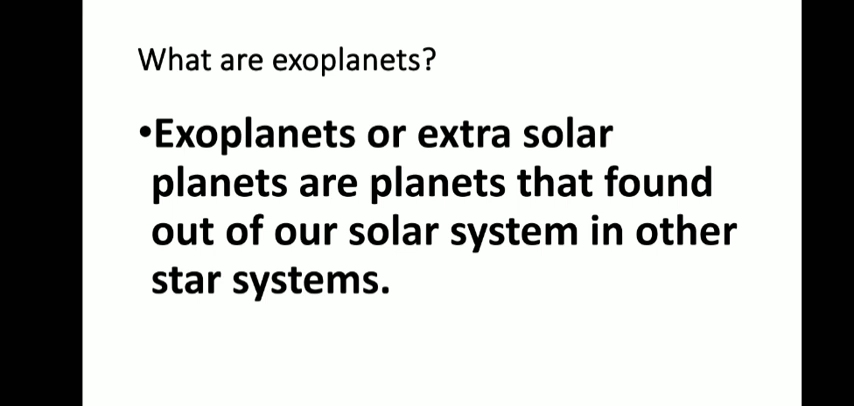 What are exoplanets?
•Exoplanets or extra solar
planets are planets that found
out of our solar system in other
star systems.